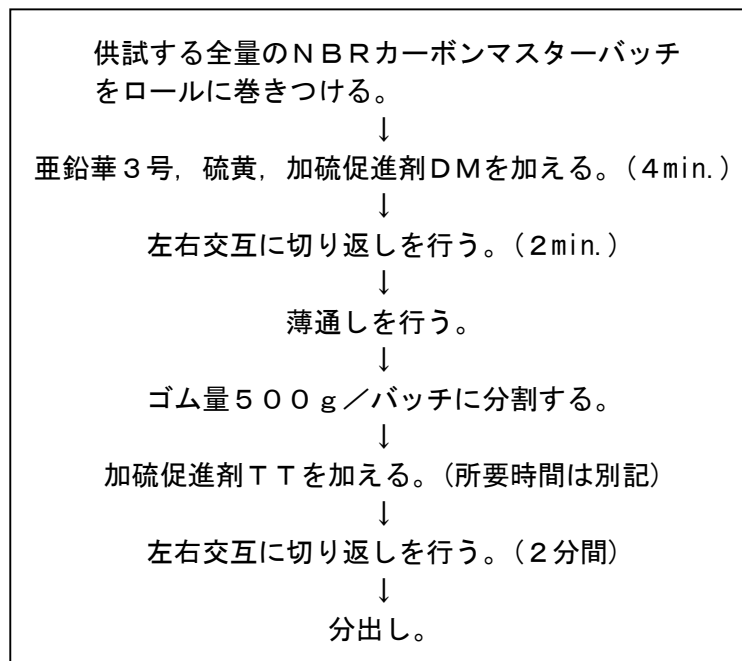 供試する全量のＮＢＲカーボンマスターバッチ
をロールに巻きつける。
↓
亜鉛華３号，硫黄，加硫促進剤ＤＭを加える。（４min.）
↓
左右交互に切り返しを行う。（２min.）
↓
薄通しを行う。
↓
ゴム量５００ｇ／バッチに分割する。
↓
加硫促進剤ＴＴを加える。（所要時間は別記）
↓
左右交互に切り返しを行う。（２分間）
↓
分出し。